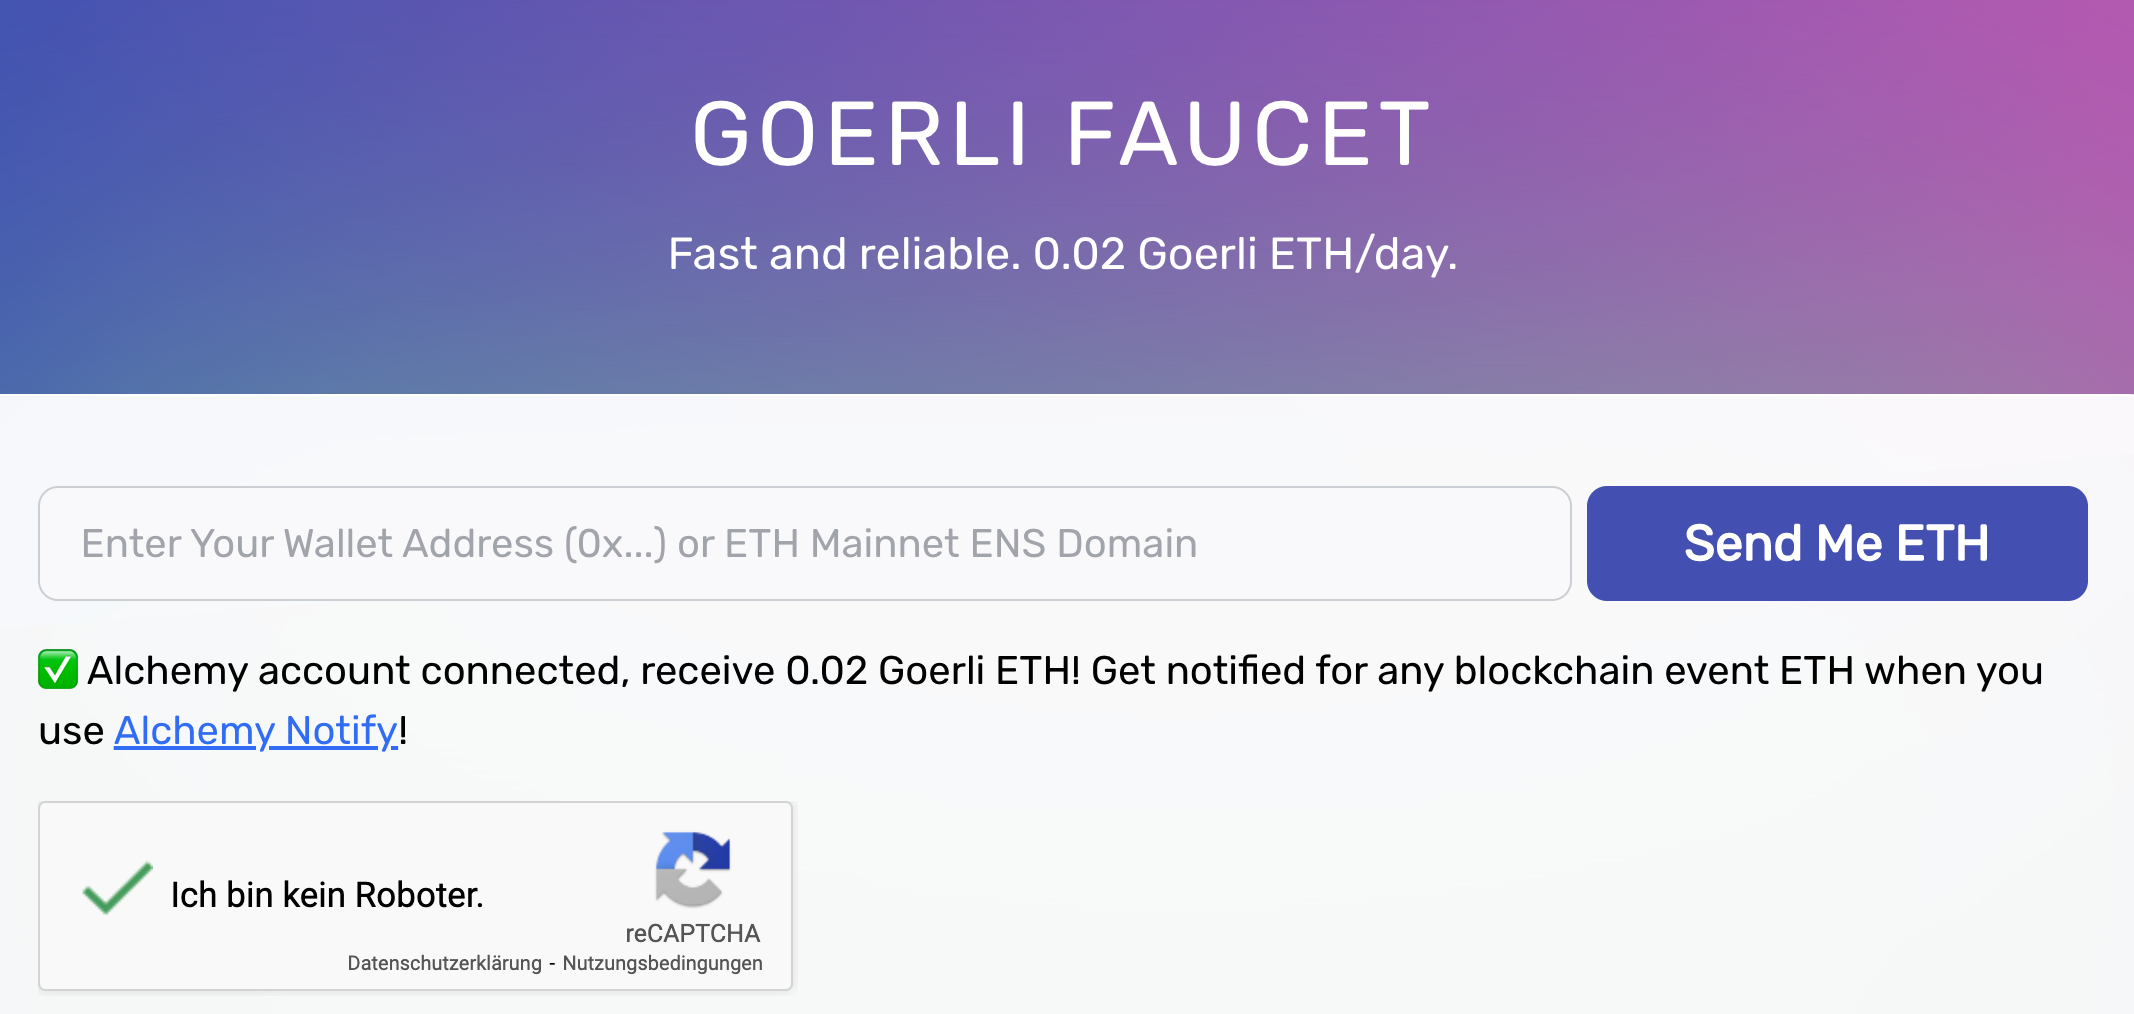 GOERLI FAUCET
Fast and reliable. 0.02 Goerli ETH/day.
Enter Your Wallet Address (0x...) or ETH Mainnet ENS Domain
Send Me ETH
✅ Alchemy account connected, receive 0.02 Goerli ETH! Get notified for any blockchain event ETH when you
use Alchemy Notify!
Ich bin kein Roboter.
reCAPTCHA
Datenschutzerklärung - Nutzungsbedingungen